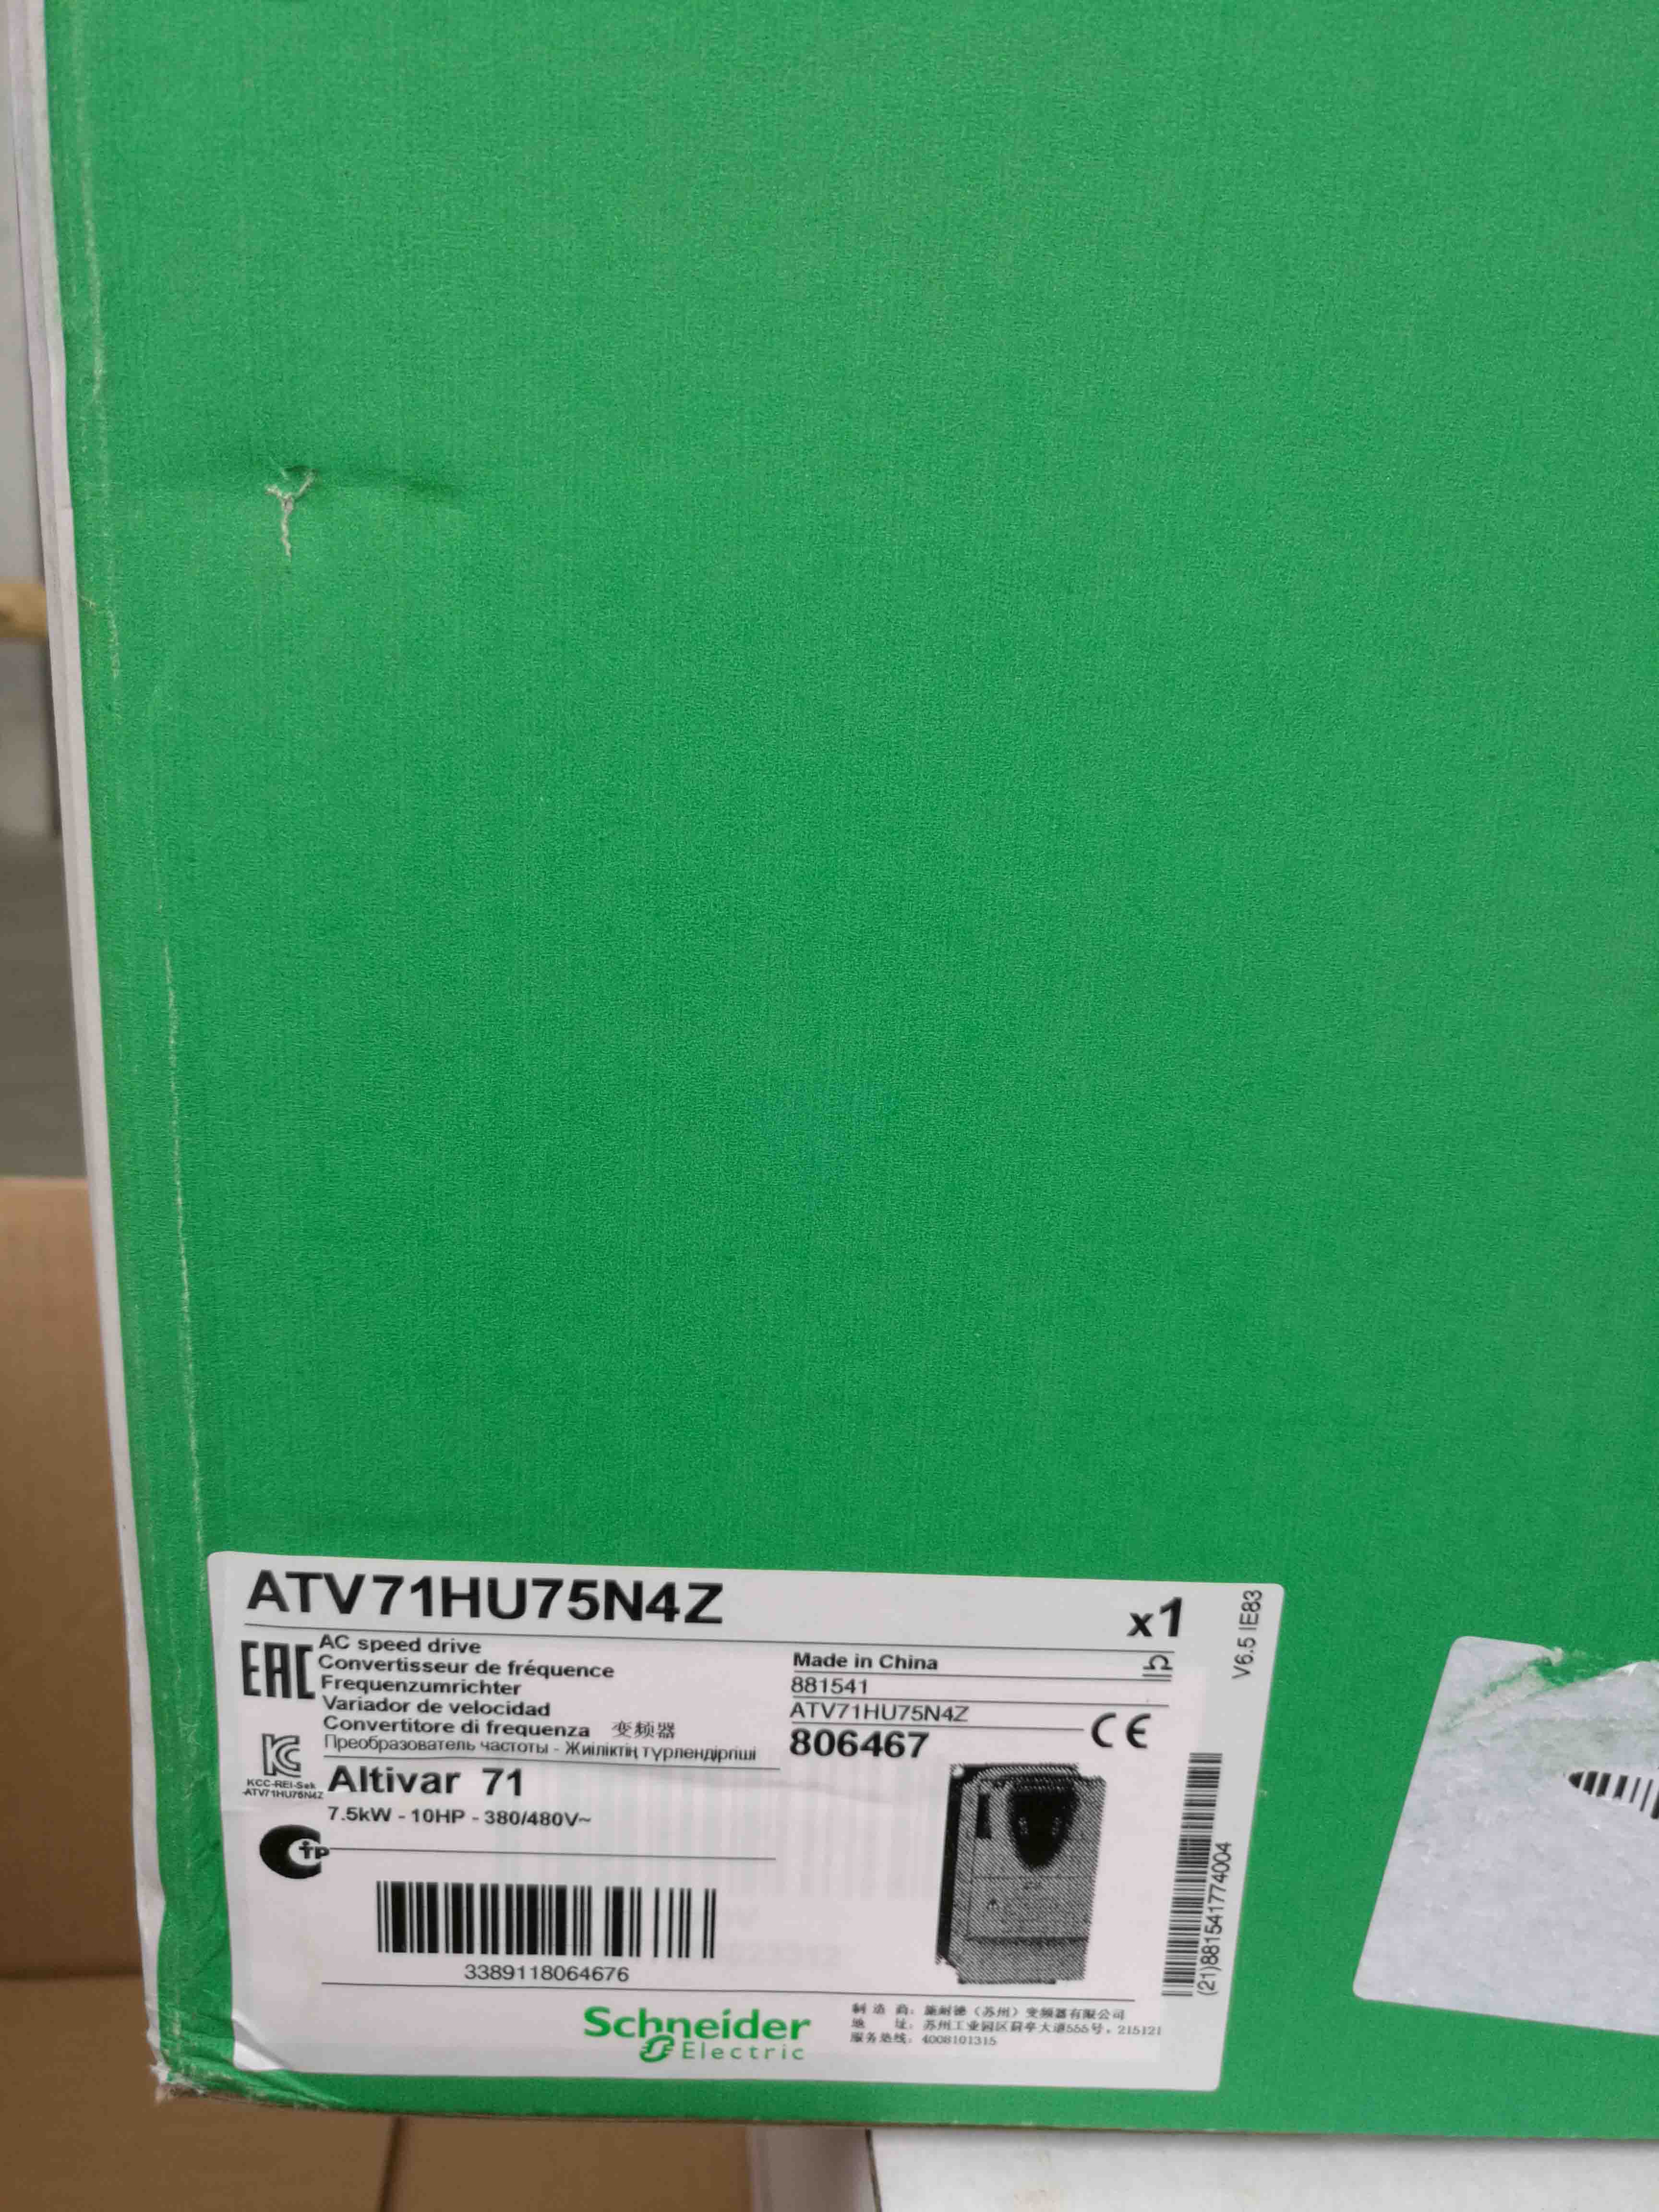 ATV71HU75N4Z
x1
V6.5 IE83
EAC
AC speed drive
Convertisseur de fréquence
Frequenzumrichter
Variador de velocidad
Convertitore di frequenza 变频器
Преобразователь частоты - Жиіліктің түрлендіргіші
Made in China
881541
ATV71HU75N4Z
806467
CE
KCC-REI-Sek
-ATV71HU75N4Z
Altivar 71
7.5kW - 10HP - 380/480V~
3389118064676
(21)881541774004
Schneider
Electric
制 造 商: 施耐德(苏州)变频器有限公司
地 址: 苏州工业园区葑亭大道555号, 215121
服务热线: 4008101315